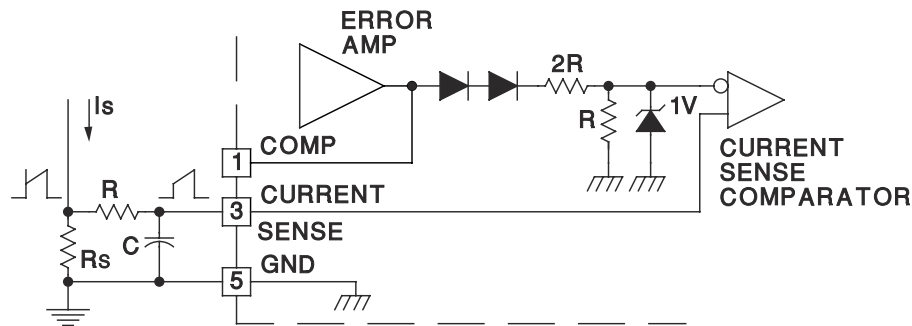 ERROR
AMP
2R
Is
R
1V
1
COMP
CURRENT
SENSE
COMPARATOR
R
3
CURRENT
SENSE
Rs
C
5
GND